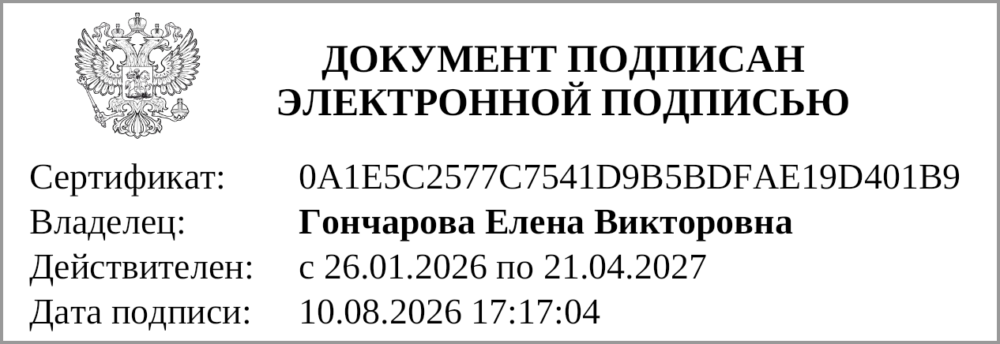 ДОКУМЕНТ ПОДПИСАН
ЭЛЕКТРОННОЙ ПОДПИСЬЮ
Сертификат: 0A1E5C2577C7541D9B5BDFAE19D401B9
Владелец: Гончарова Елена Викторовна
Действителен: с 26.01.2026 по 21.04.2027
Дата подписи: 10.08.2026 17:17:04